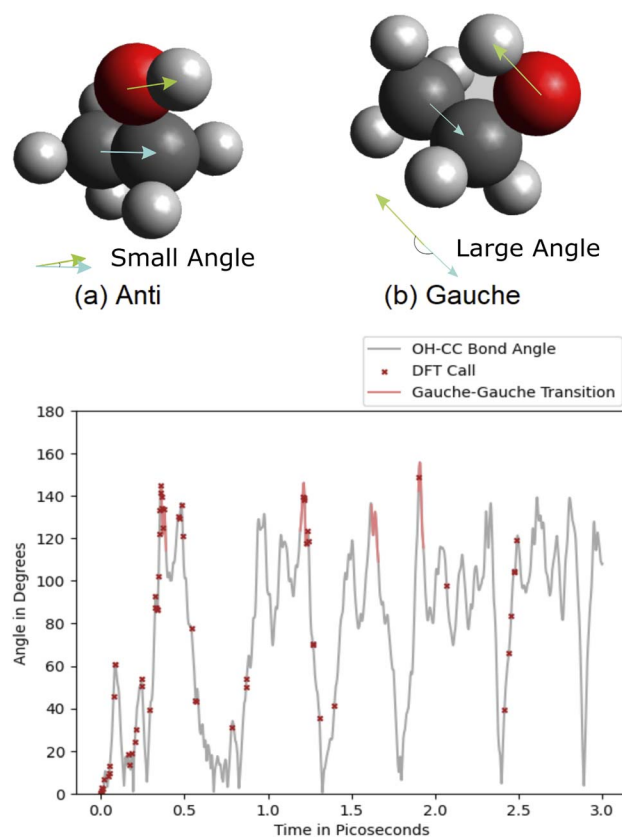 Small Angle
Large Angle
(a) Anti
(b) Gauche
OH-CC Bond Angle
DFT Call
Gauche-Gauche Transition
180
160
140
120
100
80
60
40
20
0
Angle in Degrees
0.0 0.5 1.0 1.5 2.0 2.5 3.0
Time in Picoseconds